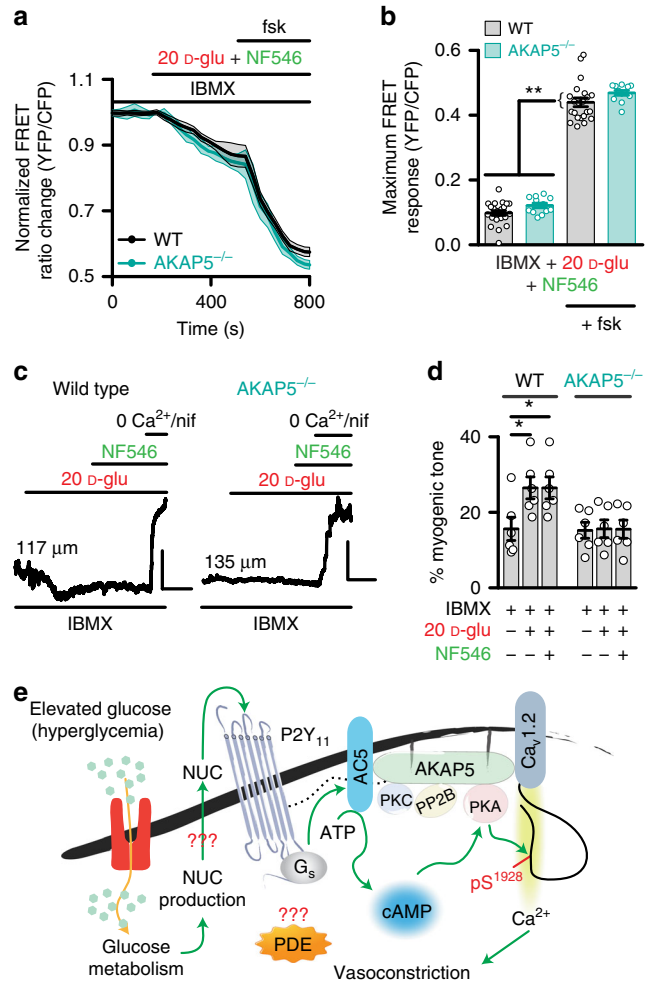 a
fsk
20 D-glu + NF546
IBMX
Normalized FRET
ratio change (YFP/CFP)
1.1
0.9
0.7
0.5
WT
AKAP5–/–
0
400
800
Time (s)
b
WT
AKAP5–/–
Maximum FRET
response (YFP/CFP)
0.6
0.4
0.2
0.0
**
{
IBMX + 20 D-glu
+ NF546
+ fsk
c
Wild type
AKAP5–/–
0 Ca2+/nif
NF546
20 D-glu
117 μm
IBMX
0 Ca2+/nif
NF546
20 D-glu
135 μm
IBMX
d
WT
AKAP5–/–
*
*
% myogenic tone
40
20
0
IBMX + + + + + +
20 D-glu – + + – + +
NF546 – – + – – +
e
Elevated glucose
(hyperglycemia)
NUC
???
NUC
production
Glucose
metabolism
P2Y11
Gs
???
PDE
AC5
ATP
cAMP
AKAP5
PKC
PP2B
PKA
CaV1.2
pS1928
Ca2+
Vasoconstriction